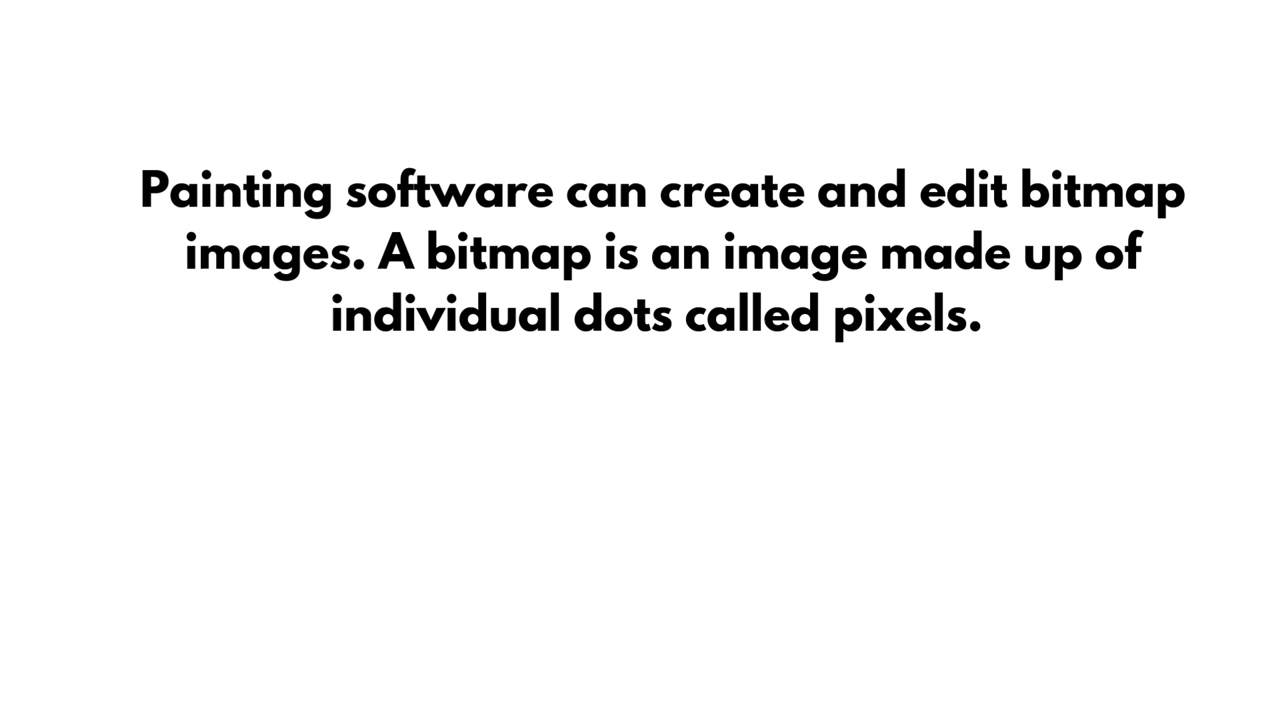 Painting software can create and edit bitmap
images. A bitmap is an image made up of
individual dots called pixels.